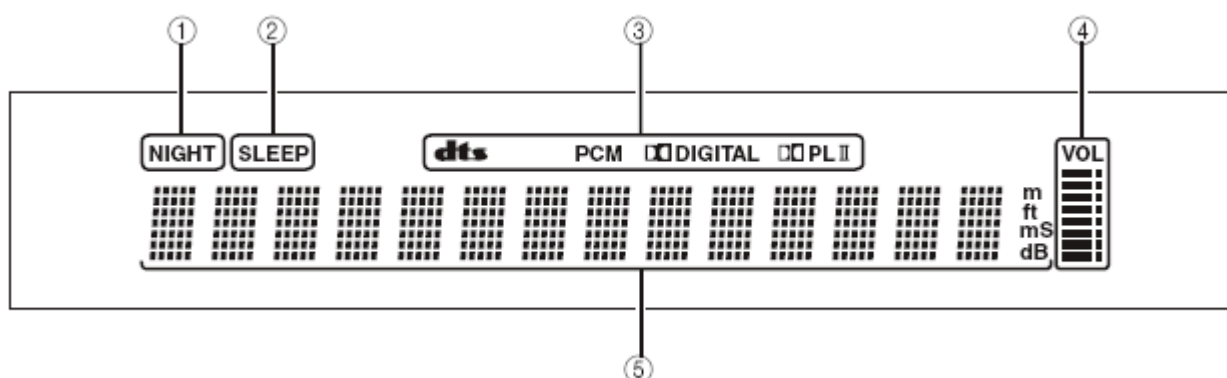 ① ② ③ ④
NIGHT SLEEP dts PCM DIGITAL PL II VOL
m
ft
mS
dB
⑤